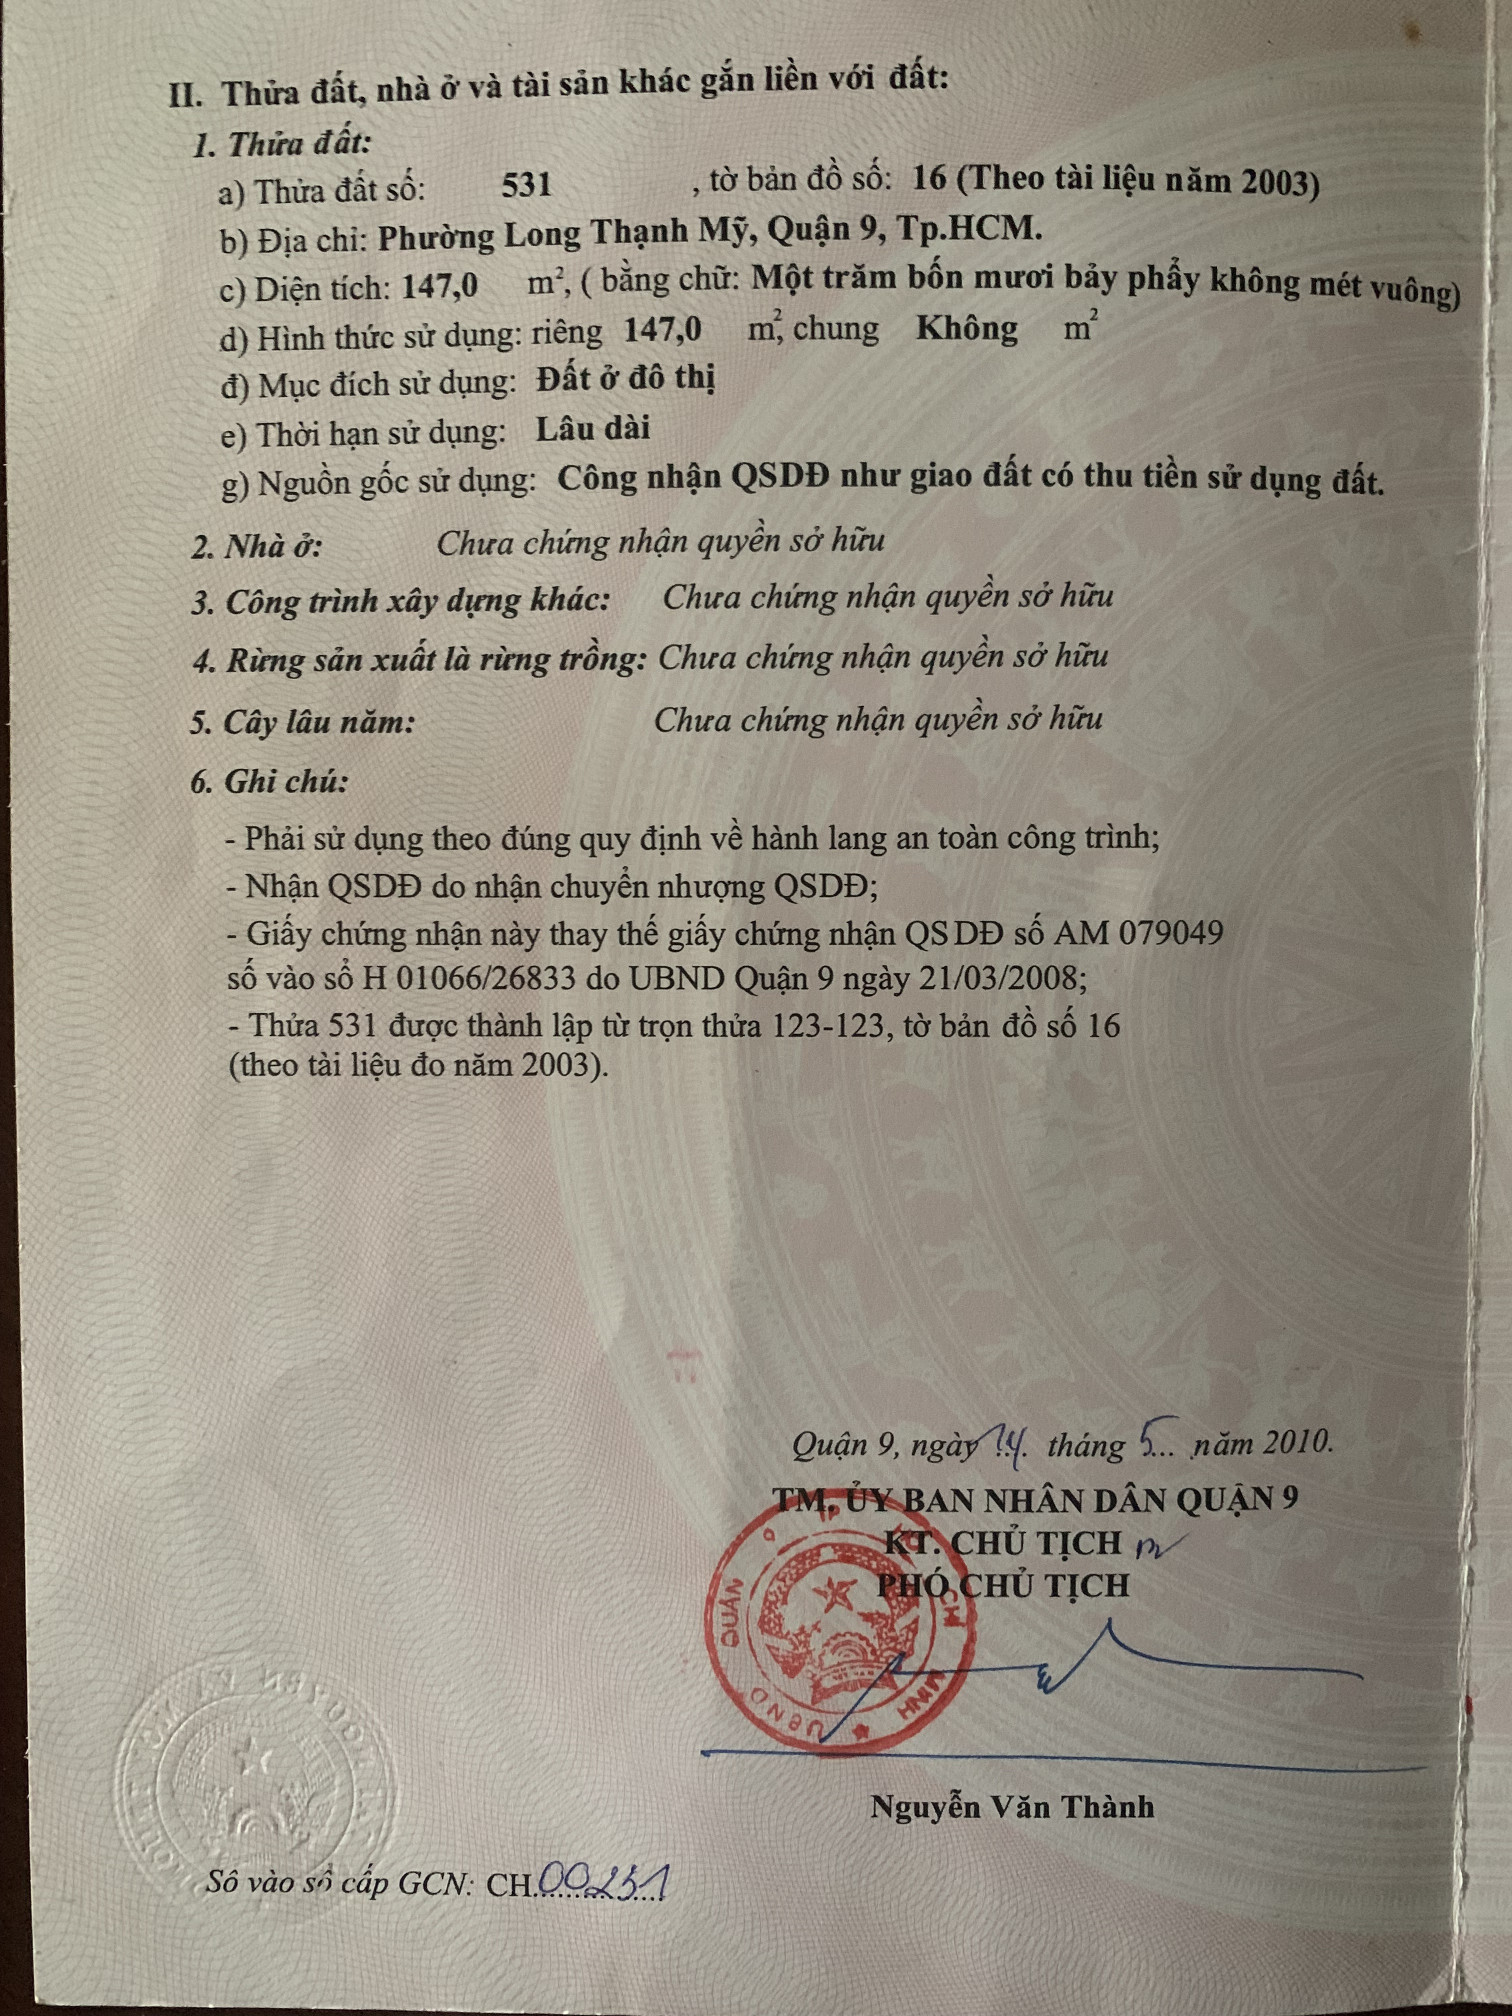 II. Thửa đất, nhà ở và tài sản khác gắn liền với đất:
1. Thửa đất:
a) Thửa đất số: 531 , tờ bản đồ số: 16 (Theo tài liệu năm 2003)
b) Địa chỉ: Phường Long Thạnh Mỹ, Quận 9, Tp.HCM.
c) Diện tích: 147,0 m², ( bằng chữ: Một trăm bốn mươi bảy phẩy không mét vuông)
d) Hình thức sử dụng: riêng 147,0 m², chung Không m²
đ) Mục đích sử dụng: Đất ở đô thị
e) Thời hạn sử dụng: Lâu dài
g) Nguồn gốc sử dụng: Công nhận QSDĐ như giao đất có thu tiền sử dụng đất.
2. Nhà ở: Chưa chứng nhận quyền sở hữu
3. Công trình xây dựng khác: Chưa chứng nhận quyền sở hữu
4. Rừng sản xuất là rừng trồng: Chưa chứng nhận quyền sở hữu
5. Cây lâu năm: Chưa chứng nhận quyền sở hữu
6. Ghi chú:
- Phải sử dụng theo đúng quy định về hành lang an toàn công trình;
- Nhận QSDĐ do nhận chuyển nhượng QSDĐ;
- Giấy chứng nhận này thay thế giấy chứng nhận QSDĐ số AM 079049
số vào sổ H 01066/26833 do UBND Quận 9 ngày 21/03/2008;
- Thửa 531 được thành lập từ trọn thửa 123-123, tờ bản đồ số 16
(theo tài liệu đo năm 2003).
Quận 9, ngày 14. tháng 5... năm 2010.
TM. ỦY BAN NHÂN DÂN QUẬN 9
KT. CHỦ TỊCH
PHÓ CHỦ TỊCH
UBND QUẬN 9 TP HỒ CHÍ MINH
Nguyễn Văn Thành
Số vào sổ cấp GCN: CH 00251